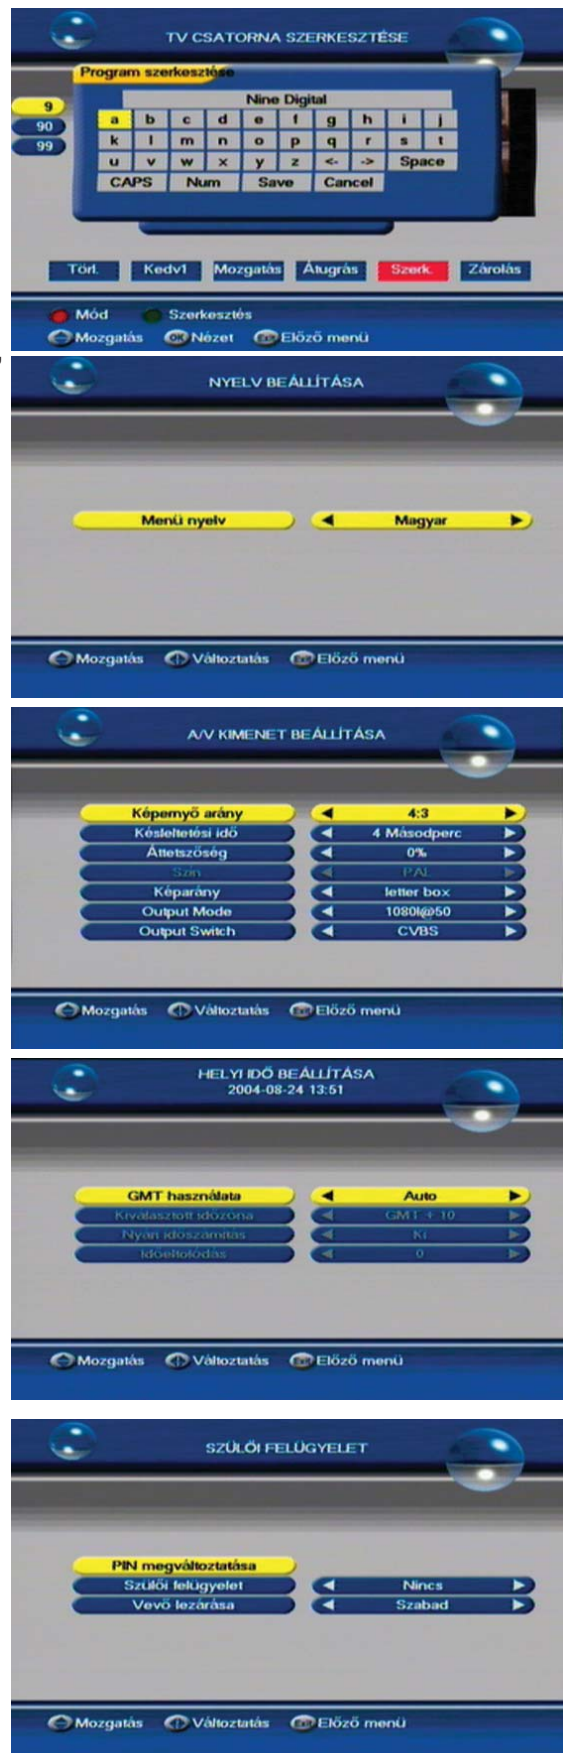 TV CSATORNA SZERKESZTÉSE
Program szerkesztése
Nine Digital
9
90
99
a b c d e f g h i j
k l m n o p q r s t
u v w x y z <- -> Space
CAPS Num Save Cancel
Törl. Kedv1 Mozgatás Átugrás Szerk. Zárolás
Mód Szerkesztés
Mozgatás OK Nézet Exit Előző menü
NYELV BEÁLLÍTÁSA
Menü nyelv Magyar
Mozgatás Változtatás Exit Előző menü
A/V KIMENET BEÁLLÍTÁSA
Képernyő arány 4:3
Késleltetési idő 4 Másodperc
Áttetszőség 0%
Szín PAL
Képarány letter box
Output Mode 1080I@50
Output Switch CVBS
Mozgatás Változtatás Exit Előző menü
HELYI IDŐ BEÁLLÍTÁSA
2004-08-24 13:51
GMT használata Auto
Kiválasztott időzóna GMT + 10
Nyári időszámítás Ki
Időeltolódás 0
Mozgatás Változtatás Exit Előző menü
SZÜLŐI FELÜGYELET
PIN megváltoztatása
Szülői felügyelet Nincs
Vevő lezárása Szabad
Mozgatás Változtatás Exit Előző menü